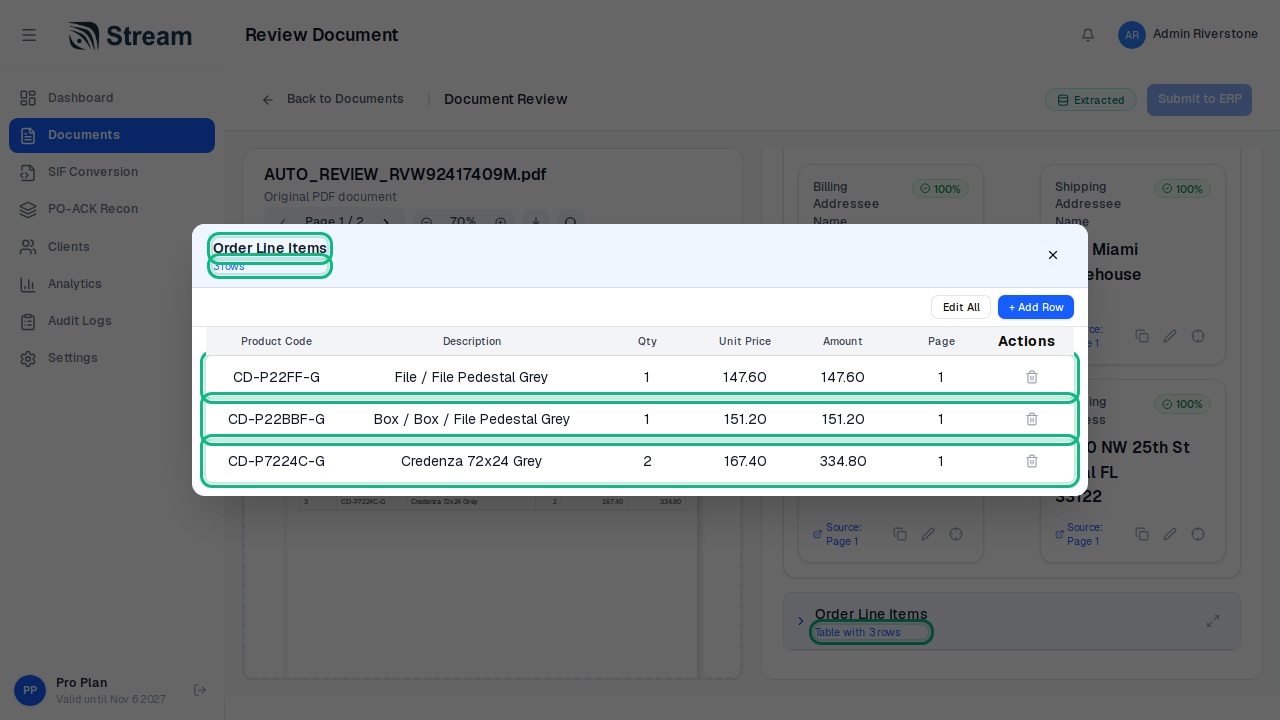 Stream
Review Document
AR
Admin Riverstone
Dashboard
Documents
SIF Conversion
PO-ACK Recon
Clients
Analytics
Audit Logs
Settings
PP
Pro Plan
Valid until Nov 6 2027
Back to Documents
Document Review
Extracted
Submit to ERP
AUTO_REVIEW_RVW92417409M.pdf
Original PDF document
Page 1 / 2
70%
Billing
Addressee
Name
100%
Shipping
Addressee
Name
100%
Miami
Order Line Items
3 rows
Edit All
+ Add Row
Product Code Description Qty Unit Price Amount Page Actions
CD-P22FF-G File / File Pedestal Grey 1 147.60 147.60 1
CD-P22BBF-G Box / Box / File Pedestal Grey 1 151.20 151.20 1
CD-P7224C-G Credenza 72x24 Grey 2 167.40 334.80 1
100%
NW 25th St
FL
33122
3 CD-P7224C-G Credenza 72x24 Grey 2 167.40 334.80
Source:
Page 1
Source:
Page 1
Order Line Items
Table with 3 rows